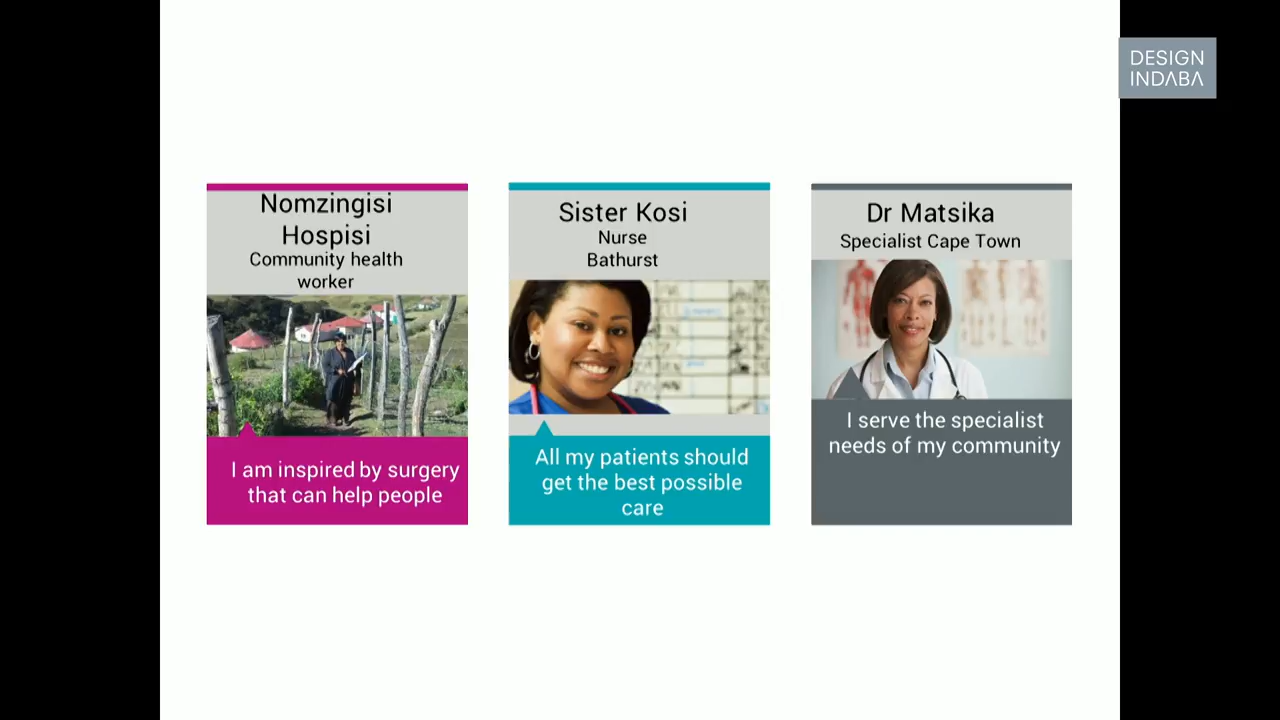 DESIGN
INDABA
Nomzingisi
Hospisi
Community health
worker
I am inspired by surgery
that can help people
Sister Kosi
Nurse
Bathurst
All my patients should
get the best possible
care
Dr Matsika
Specialist Cape Town
I serve the specialist
needs of my community